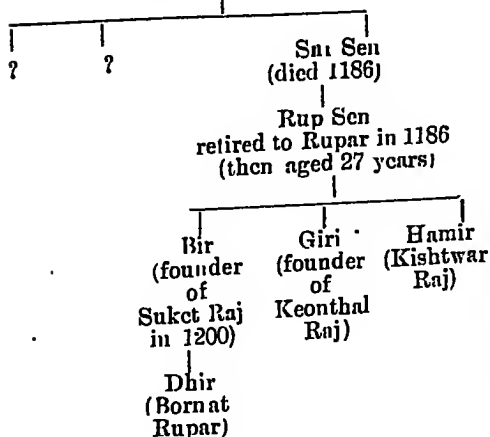 ? ?
Sni Sen
(died 1186)
Rup Sen
retired to Rupar in 1186
(then aged 27 years)
Bir
(founder
of
Suket Raj
in 1200)
Giri
(founder
of
Keonthal
Raj)
Hamir
(Kishtwar
Raj)
Dhir
(Born at
Rupar)